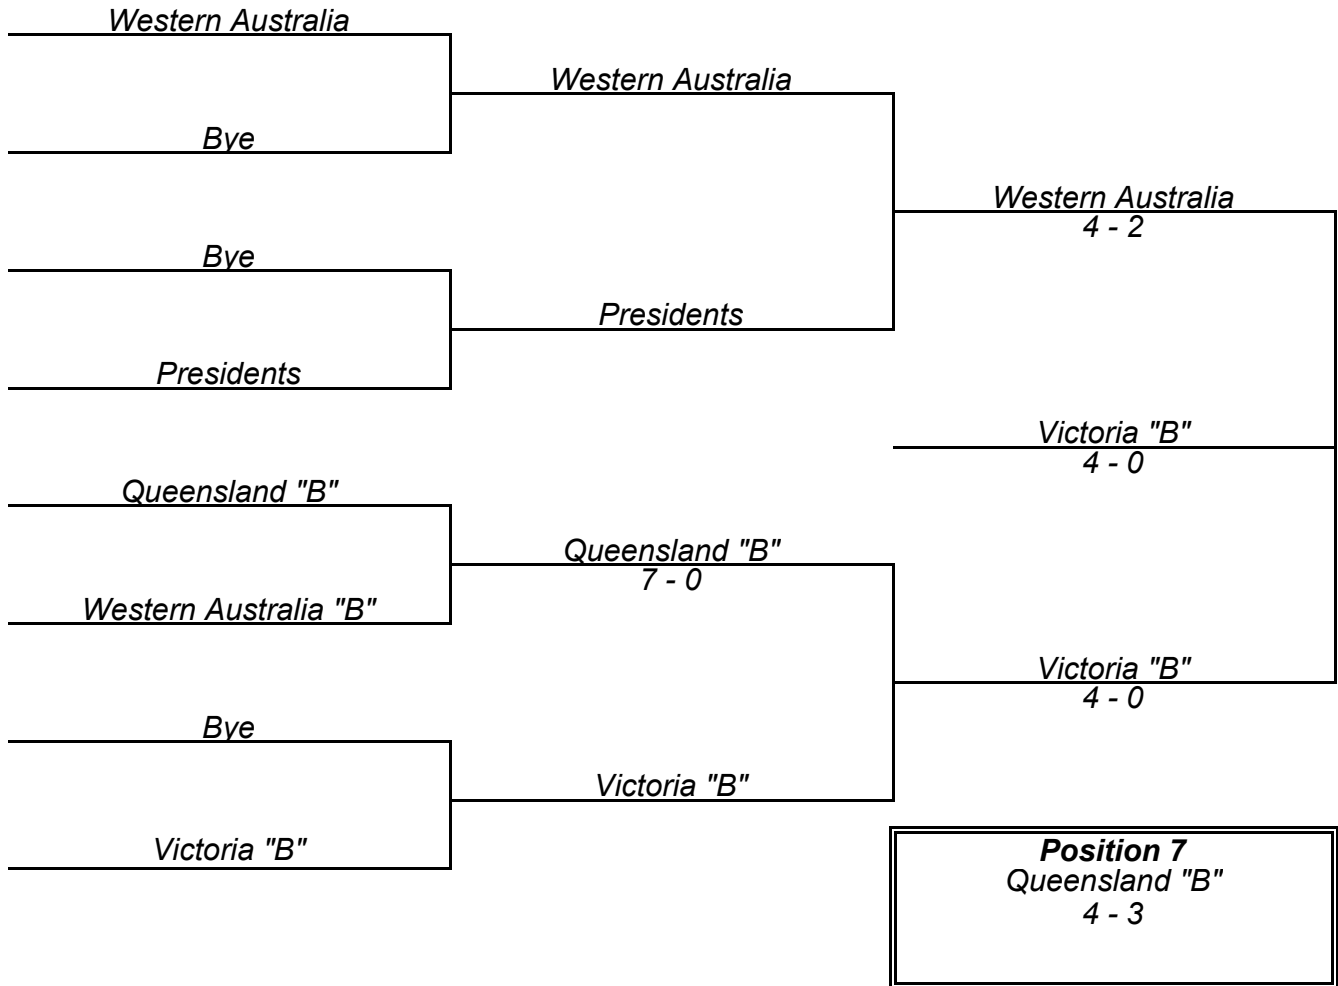 Western Australia
Western Australia
Bye
Western Australia
4 - 2
Bye
Presidents
Presidents
Victoria "B"
4 - 0
Queensland "B"
Queensland "B"
7 - 0
Western Australia "B"
Victoria "B"
4 - 0
Bye
Victoria "B"
Victoria "B"
Position 7
Queensland "B"
4 - 3